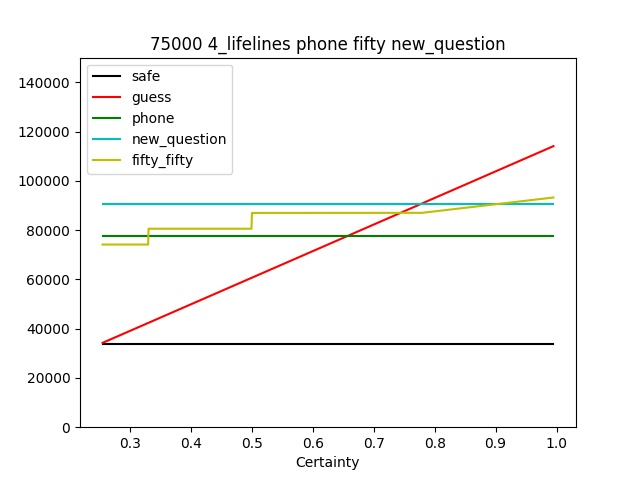 75000 4_lifelines phone fifty new_question
safe
guess
phone
new_question
fifty_fifty
140000
120000
100000
80000
60000
40000
20000
0
0.3 0.4 0.5 0.6 0.7 0.8 0.9 1.0
Certainty